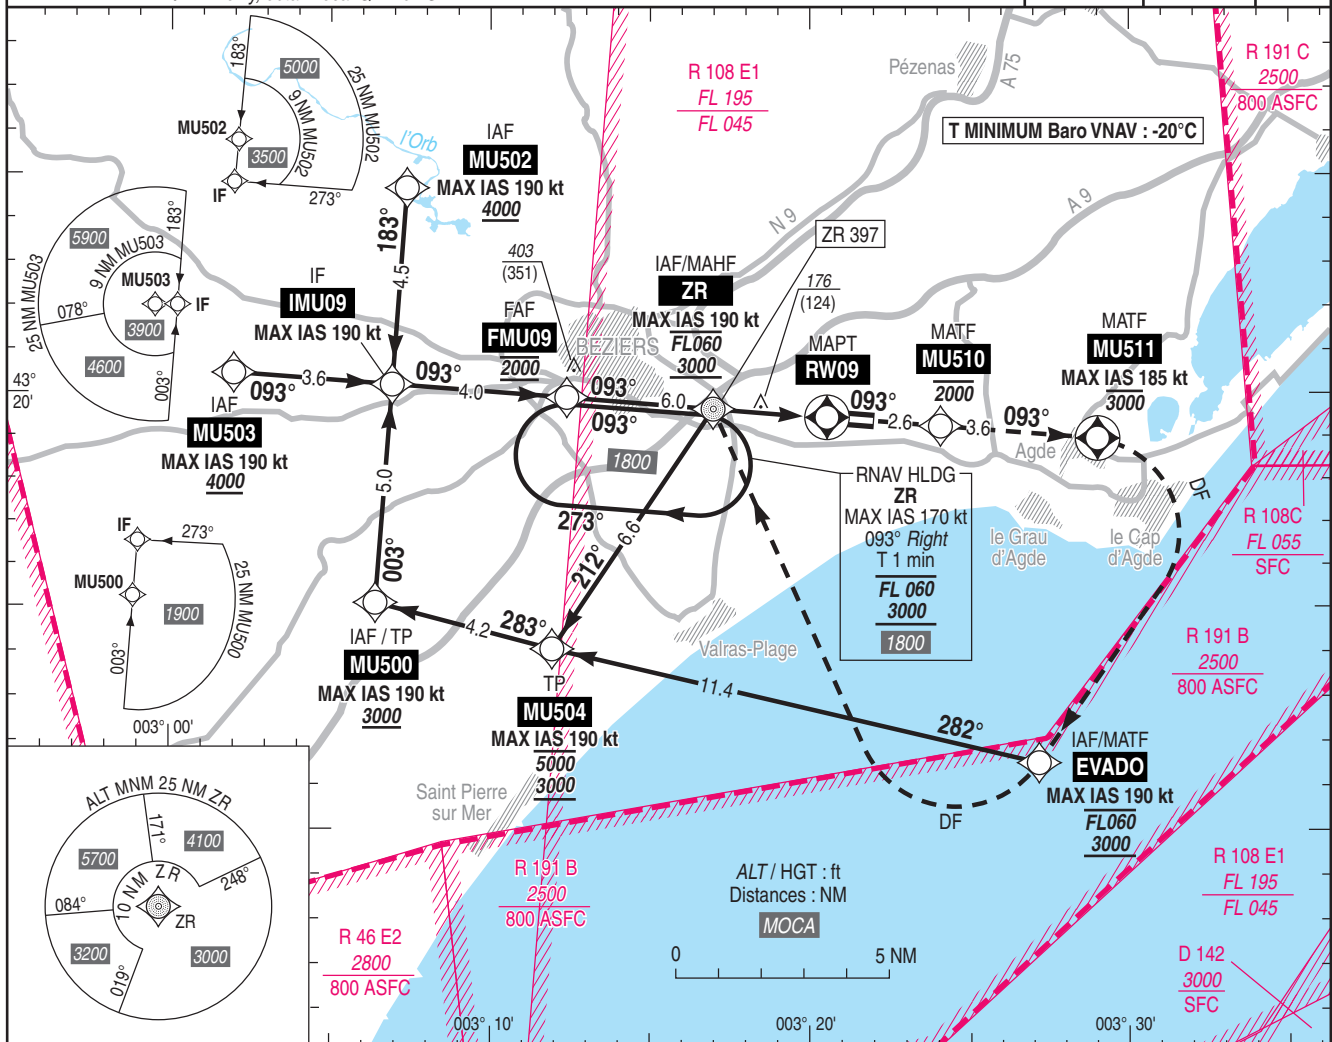 183°
5000
25 NM MU502
9 NM MU502
MU502
3500
IF
273°
l'Orb
IAF
MU502
MAX IAS 190 kt
4000
183°
4.5
R 108 E1
FL 195
FL 045
Pézenas
A 75
R 191 C
2500
800 ASFC
T MINIMUM Baro VNAV : -20°C
N 9
A 9
ZR 397
5900
183°
9 NM MU503
25 NM MU503
MU503
IF
078°
3900
4600
003°
43°
20'
IF
IMU09
MAX IAS 190 kt
403
(351)
FAF
FMU09
2000
BEZIERS
IAF/MAHF
ZR
MAX IAS 190 kt
FL060
3000
176
(124)
MAPT
RW09
MATF
MU510
2000
MATF
MU511
MAX IAS 185 kt
3000
093°
3.6
093°
4.0
093°
6.0
093°
093°
2.6
3.6
093°
IAF
MU503
MAX IAS 190 kt
4000
5.0
003°
1800
273°
6.6
212°
RNAV HLDG
ZR
MAX IAS 170 kt
093° Right
T 1 min
FL 060
3000
1800
Agde
le Grau
d'Agde
le Cap
d'Agde
DF
R 108C
FL 055
SFC
IF
273°
MU500
1900
25 NM MU500
003°
003° 00'
283°
4.2
IAF / TP
MU500
MAX IAS 190 kt
3000
TP
MU504
MAX IAS 190 kt
5000
3000
Valras-Plage
11.4
282°
R 191 B
2500
800 ASFC
IAF/MATF
EVADO
MAX IAS 190 kt
FL060
3000
DF
Saint Pierre
sur Mer
ALT MNM 25 NM ZR
171°
4100
5700
248°
10 NM ZR
084°
ZR
3200
3000
019°
R 191 B
2500
800 ASFC
R 46 E2
2800
800 ASFC
ALT / HGT : ft
Distances : NM
MOCA
0
5 NM
R 108 E1
FL 195
FL 045
D 142
3000
SFC
003° 10'
003° 20'
003° 30'